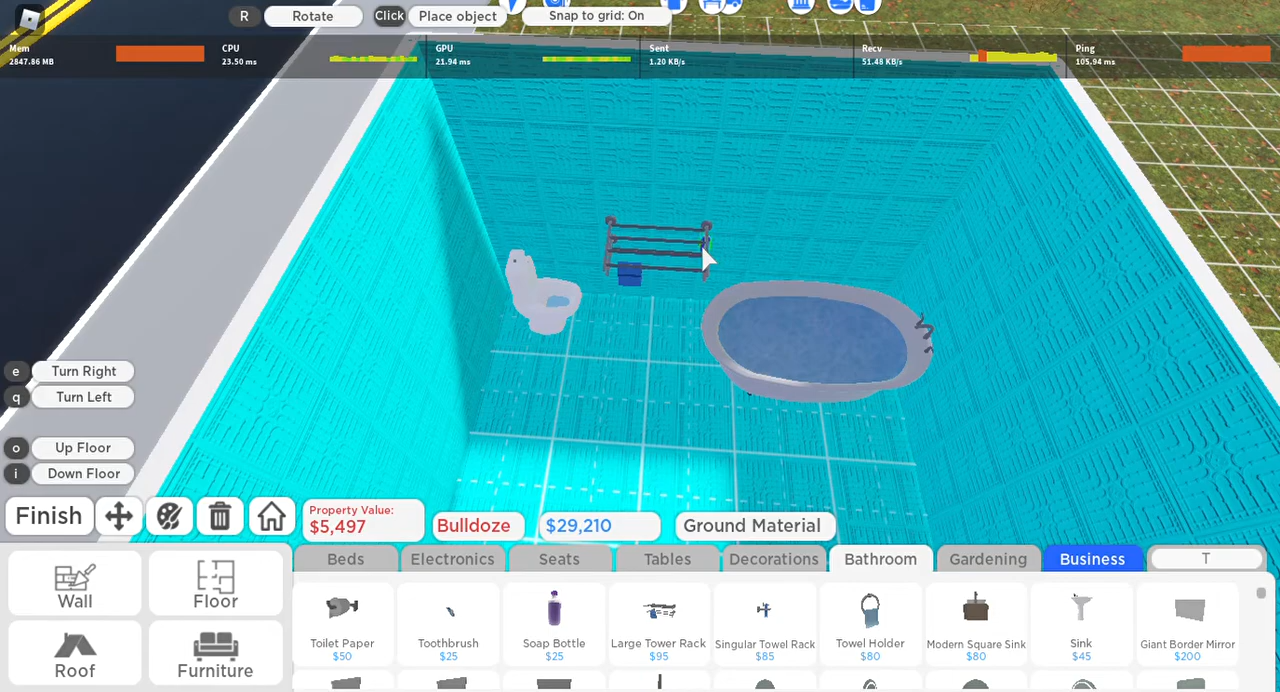 R Rotate Click Place object Snap to grid: On
Mem CPU GPU Sent Recv Ping
2847.86 MB 23.50 ms 21.94 ms 1.20 KB/s 51.48 KB/s 105.94 ms
e Turn Right
q Turn Left
o Up Floor
i Down Floor
Finish Property Value: $5,497 Bulldoze $29,210 Ground Material
Wall Floor
Roof Furniture
Beds Electronics Seats Tables Decorations Bathroom Gardening Business T
Toilet Paper Toothbrush Soap Bottle Large Tower Rack Singular Towel Rack Towel Holder Modern Square Sink Sink Giant Border Mirror
$50 $25 $25 $95 $85 $80 $80 $45 $200